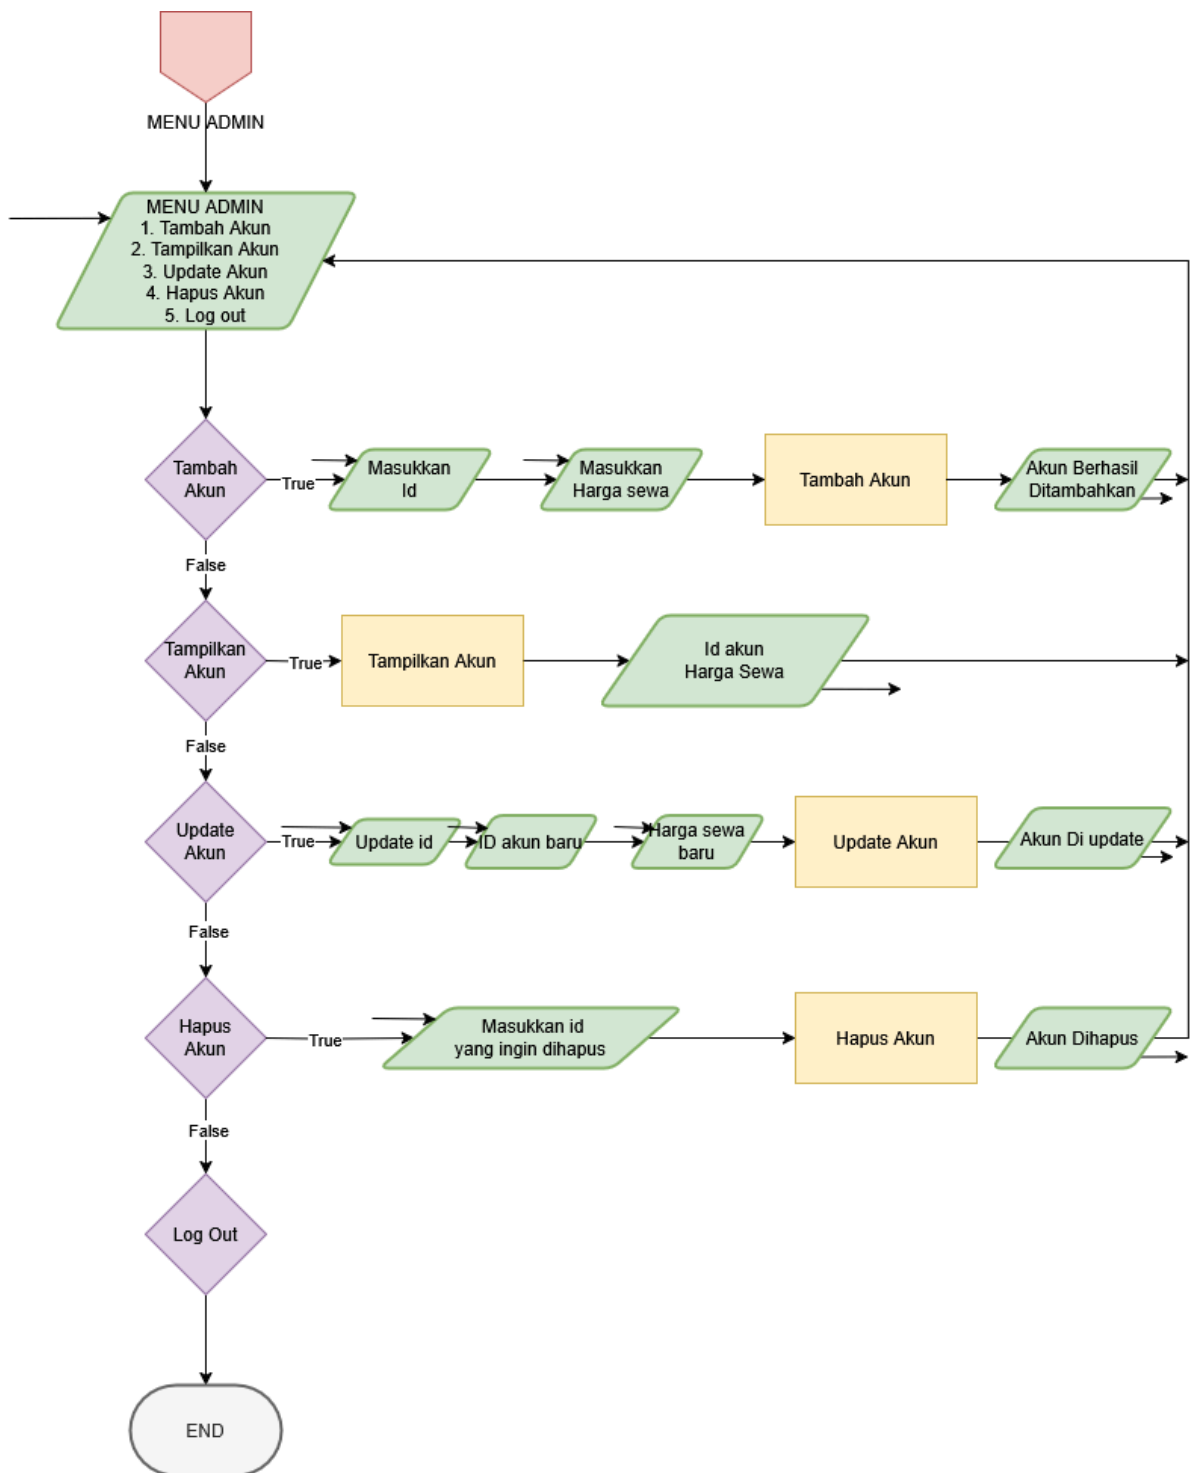 MENU ADMIN
MENU ADMIN
1. Tambah Akun
2. Tampilkan Akun
3. Update Akun
4. Hapus Akun
5. Log out
Tambah
Akun
True
Masukkan
Id
Masukkan
Harga sewa
Tambah Akun
Akun Berhasil
Ditambahkan
False
Tampilkan
Akun
True
Tampilkan Akun
Id akun
Harga Sewa
False
Update
Akun
True
Update id
ID akun baru
Harga sewa
baru
Update Akun
Akun Di update
False
Hapus
Akun
True
Masukkan id
yang ingin dihapus
Hapus Akun
Akun Dihapus
False
Log Out
END